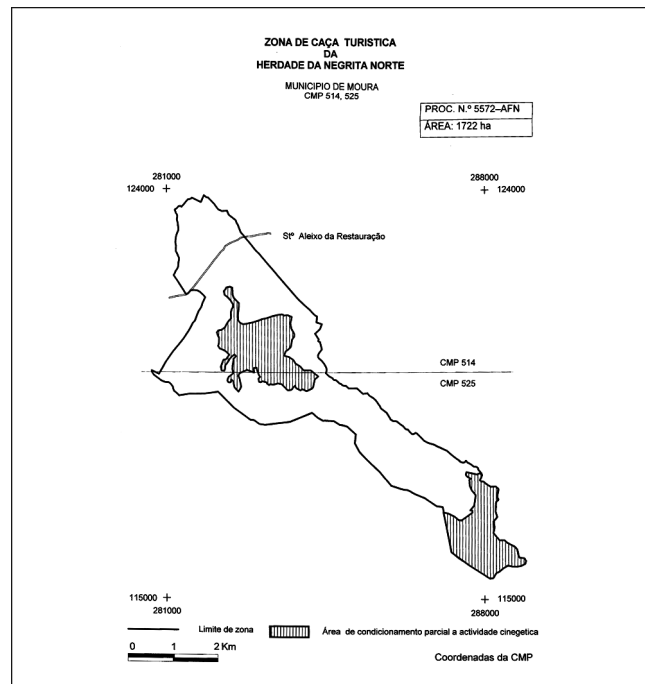 ZONA DE CAÇA TURISTICA
DA
HERDADE DA NEGRITA NORTE
MUNICIPIO DE MOURA
CMP 514, 525
PROC. N.º 5572–AFN
ÁREA: 1722 ha
281000
124000
288000
124000
Stº Aleixo da Restauração
CMP 514
CMP 525
115000
281000
115000
288000
Limite de zona
Área de condicionamento parcial a actividade cinegetica
0 1 2 Km
Coordenadas da CMP